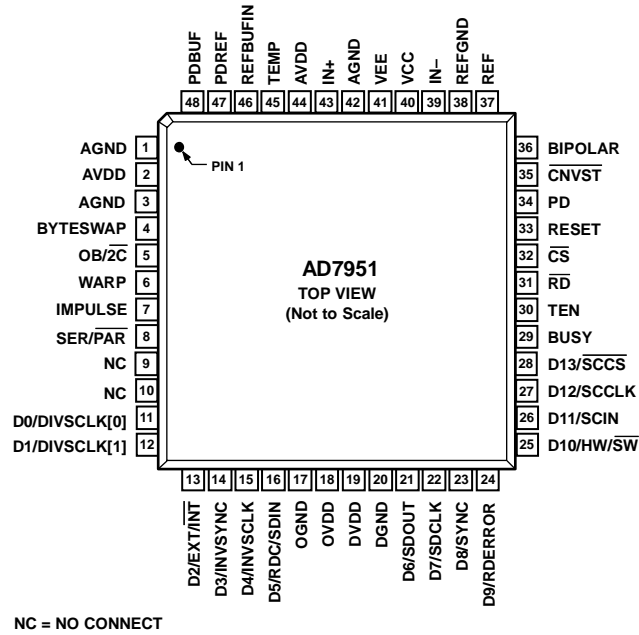 PDBUF
PDREF
REFBUFIN
TEMP
AVDD
IN+
AGND
VEE
VCC
IN–
REFGND
REF
48 47 46 45 44 43 42 41 40 39 38 37
AGND 1
AVDD 2
AGND 3
BYTESWAP 4
OB/2C 5
WARP 6
IMPULSE 7
SER/PAR 8
NC 9
NC 10
D0/DIVSCLK[0] 11
D1/DIVSCLK[1] 12
PIN 1
AD7951
TOP VIEW
(Not to Scale)
36 BIPOLAR
35 CNVST
34 PD
33 RESET
32 CS
31 RD
30 TEN
29 BUSY
28 D13/SCCS
27 D12/SCCLK
26 D11/SCIN
25 D10/HW/SW
13 14 15 16 17 18 19 20 21 22 23 24
D2/EXT/INT
D3/INVSYNC
D4/INVSCLK
D5/RDC/SDIN
OGND
OVDD
DVDD
DGND
D6/SDOUT
D7/SDCLK
D8/SYNC
D9/RDERROR
NC = NO CONNECT